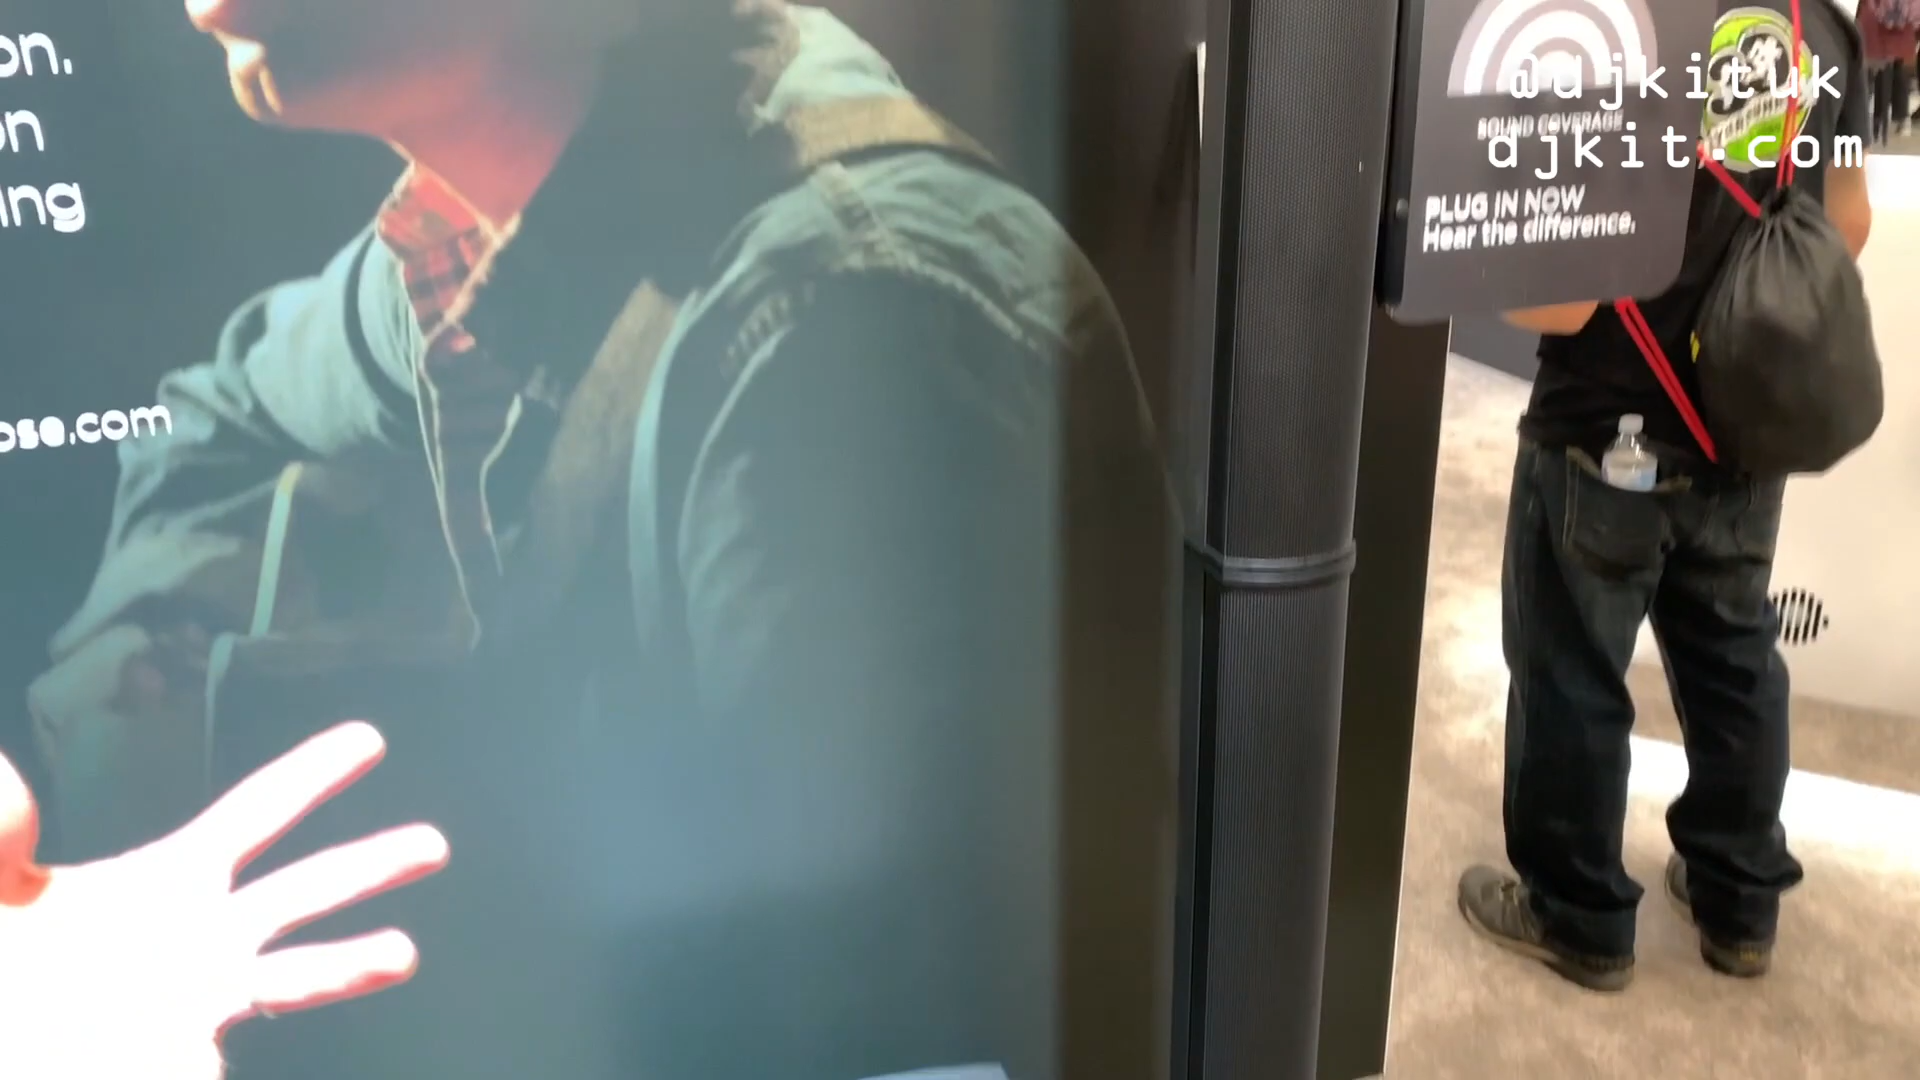 on.
on
ing
ose.com
@djkituk
SOUND COVERAGE
djkit.com
PLUG IN NOW
Hear the difference.